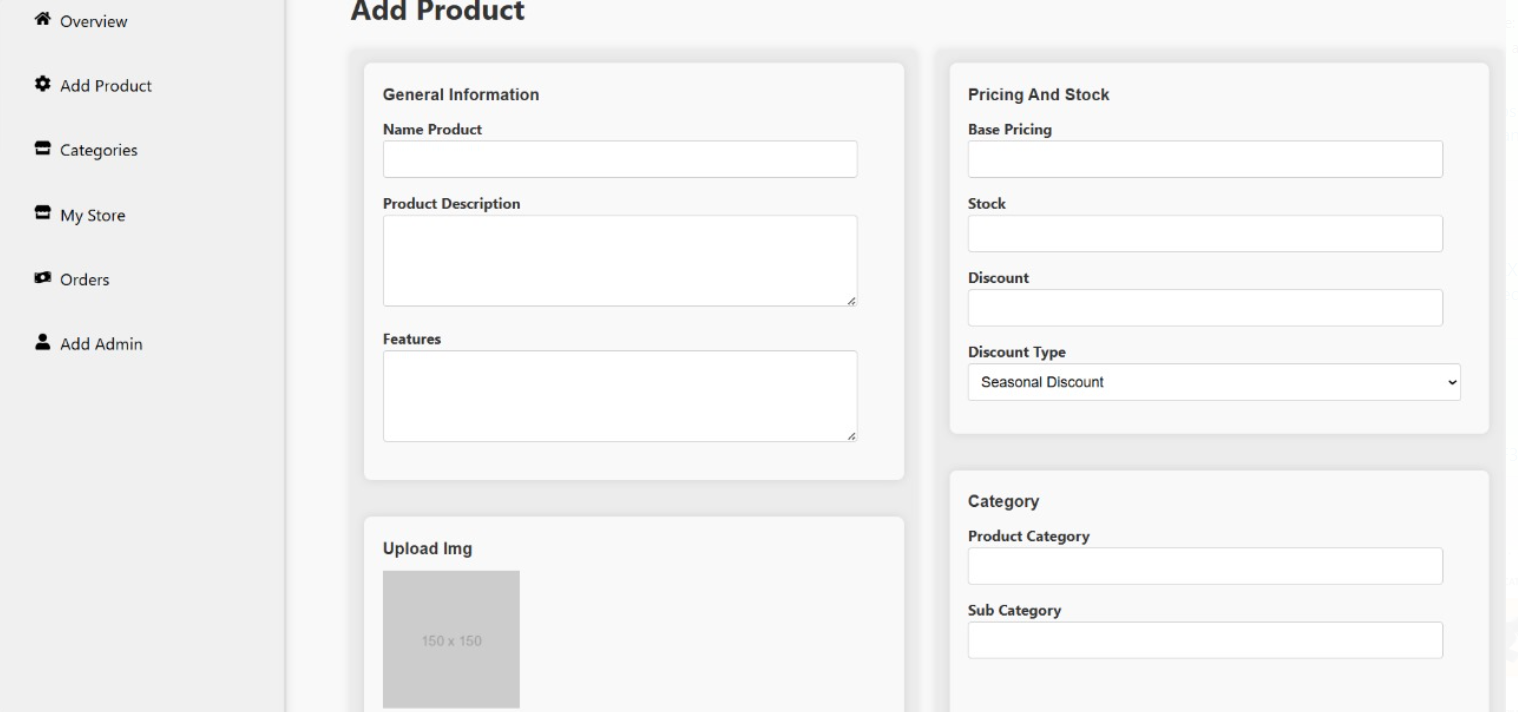 Overview
Add Product
Categories
My Store
Orders
Add Admin
Add Product
General Information
Name Product
Product Description
Features
Upload Img
150 x 150
Pricing And Stock
Base Pricing
Stock
Discount
Discount Type
Seasonal Discount
Category
Product Category
Sub Category